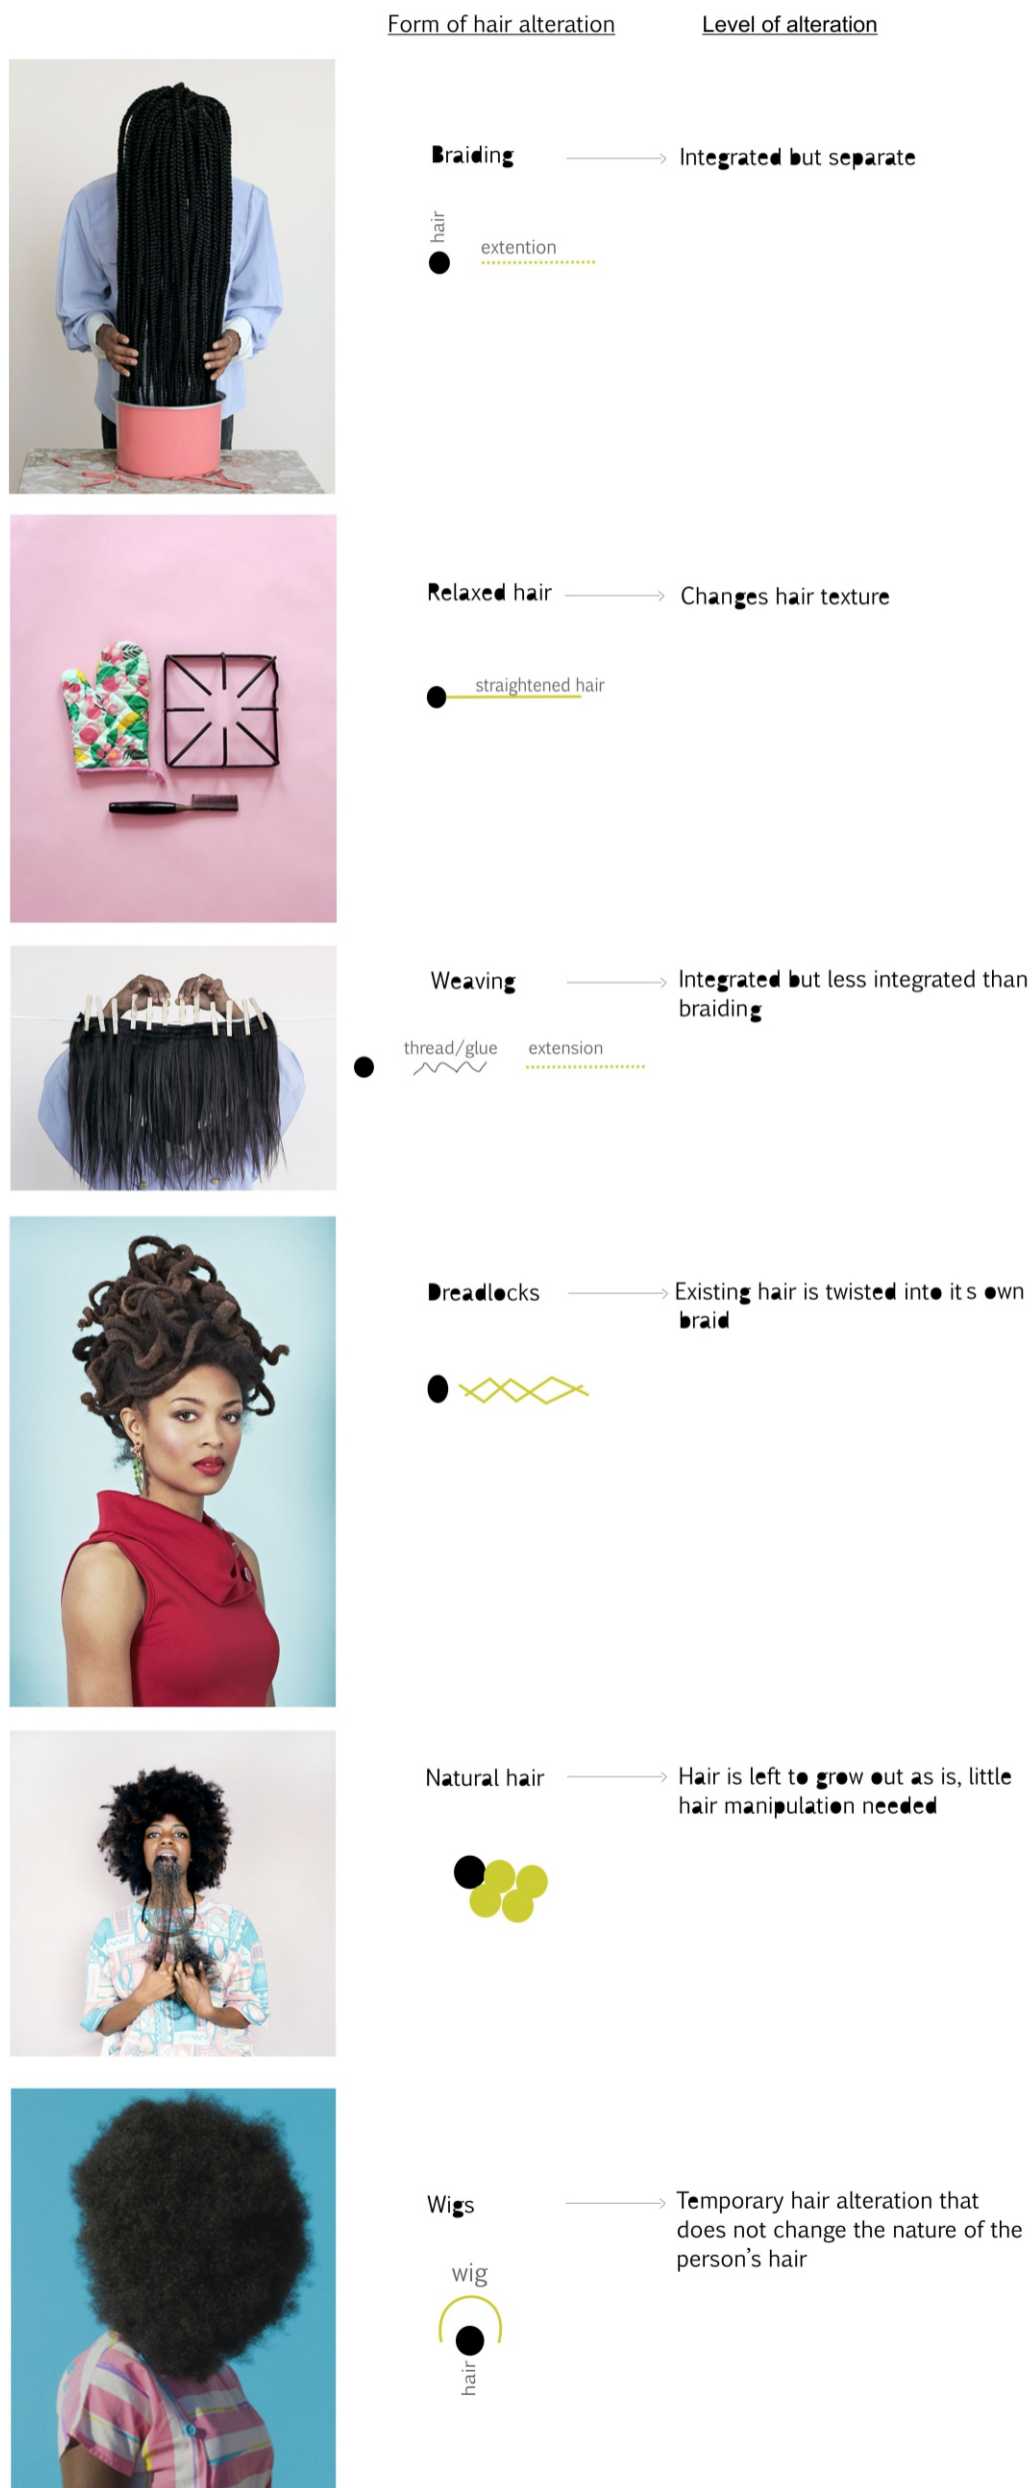 Form of hair alteration
Level of alteration
Braiding
Integrated but separate
hair
extention
Relaxed hair
Changes hair texture
straightened hair
Weaving
Integrated but less integrated than
braiding
thread/glue
extension
Dreadlocks
Existing hair is twisted into it s own
braid
Natural hair
Hair is left to grow out as is, little
hair manipulation needed
Wigs
Temporary hair alteration that
does not change the nature of the
person's hair
wig
hair